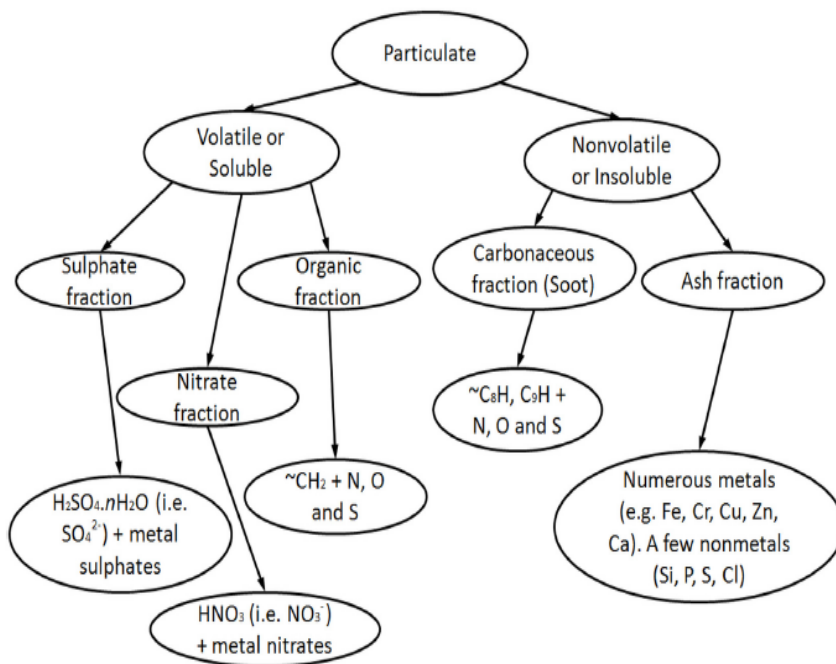 Particulate
Volatile or
Soluble
Nonvolatile
or Insoluble
Sulphate
fraction
Organic
fraction
Carbonaceous
fraction (Soot)
Ash fraction
Nitrate
fraction
~C₈H, C₉H +
N, O and S
H₂SO₄.nH₂O (i.e.
SO₄²⁻) + metal
sulphates
~CH₂ + N, O
and S
Numerous metals
(e.g. Fe, Cr, Cu, Zn,
Ca). A few nonmetals
(Si, P, S, Cl)
HNO₃ (i.e. NO₃⁻)
+ metal nitrates